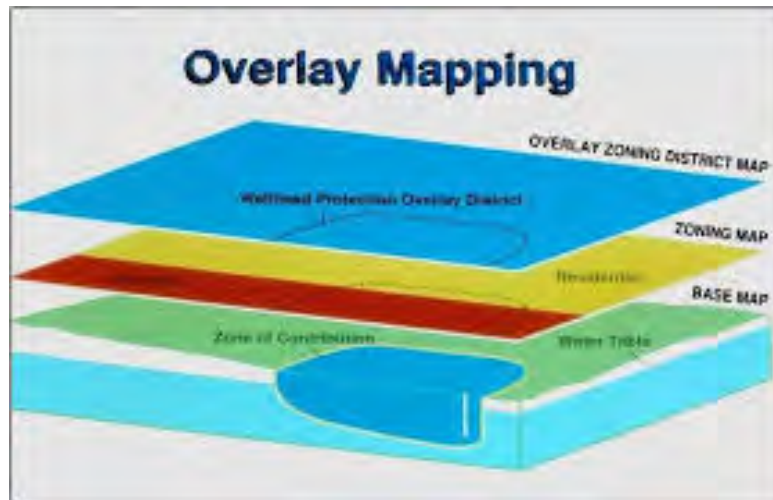 Overlay Mapping
OVERLAY ZONING DISTRICT MAP
Wellhead Protection Overlay District
ZONING MAP
Residential
BASE MAP
Zone of Contribution
Water Table